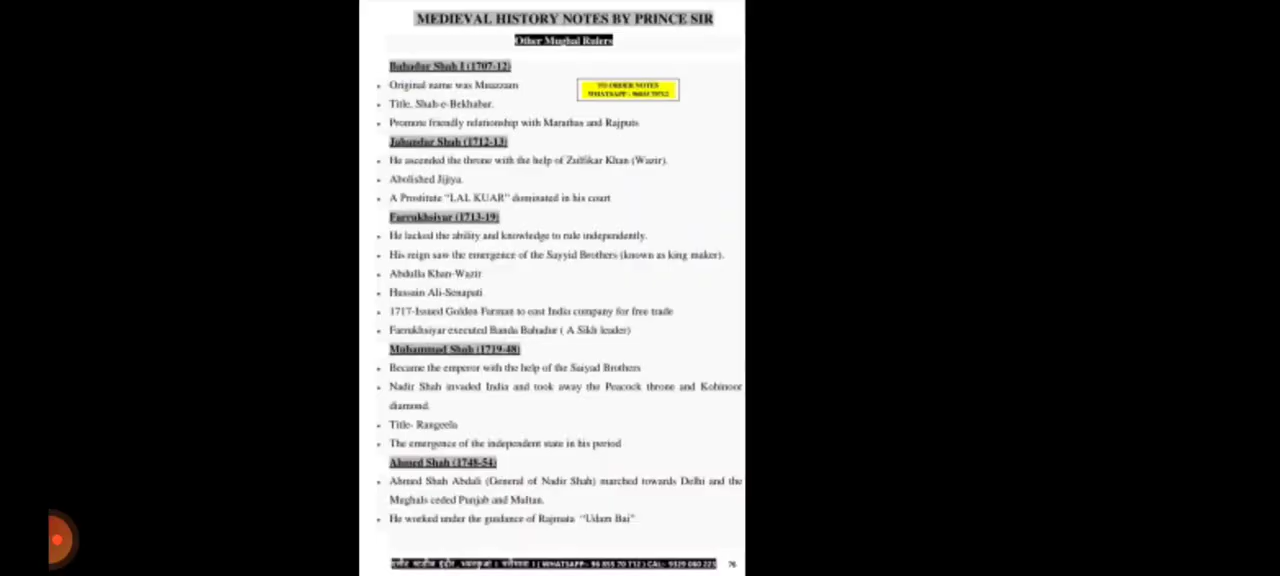 MEDIEVAL HISTORY NOTES BY PRINCE SIR
Other Mughal Rulers
Bahadur Shah I (1707-12)
• Original name was Muazzam
TO ORDER NOTES
WHATSAPP -
• Title. Shah-e-Bekhabar.
• Promote friendly relationship with Marathas and Rajputs
Jahandar Shah (1712-13)
• He ascended the throne with the help of Zulfikar Khan (Wazir).
• Abolished Jijiya.
• A Prostitute “LAL KUAR” dominated in his court
Farrukhsiyar (1713-19)
• He lacked the ability and knowledge to rule independently.
• His reign saw the emergence of the Sayyid Brothers (known as king maker).
• Abdulla Khan-Wazir
• Hussain Ali-Senapati
• 1717-Issued Golden Farman to east India company for free trade
• Farrukhsiyar executed Banda Bahadur ( A Sikh leader)
Muhammad Shah (1719-48)
• Became the emperor with the help of the Saiyad Brothers
• Nadir Shah invaded India and took away the Peacock throne and Kohinoor
diamond.
• Title- Rangeela
• The emergence of the independent state in his period
Ahmed Shah (1748-54)
• Ahmed Shah Abdali (General of Nadir Shah) marched towards Delhi and the
Mughals ceded Punjab and Multan.
• He worked under the guidance of Rajmata “Udam Bai”
( WHATSAPP:- CALL-
76